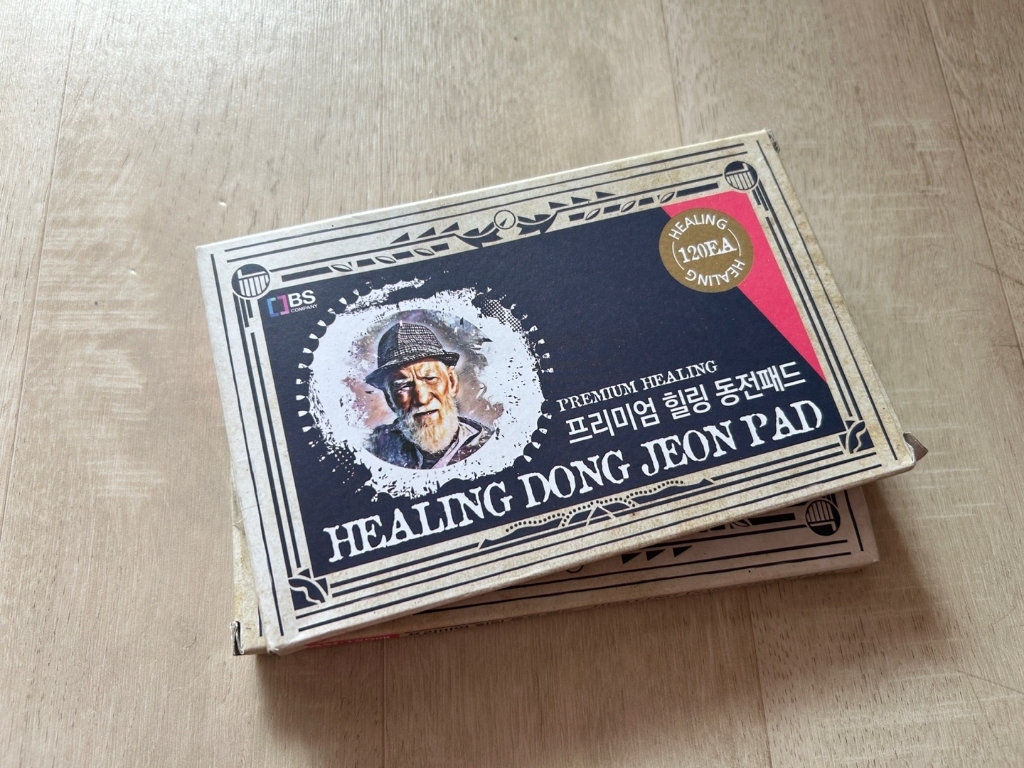 BS
COMPANY
HEALING
120EA
HEALING
PREMIUM HEALING
프리미엄 힐링 동전패드
HEALING DONG JEON PAD